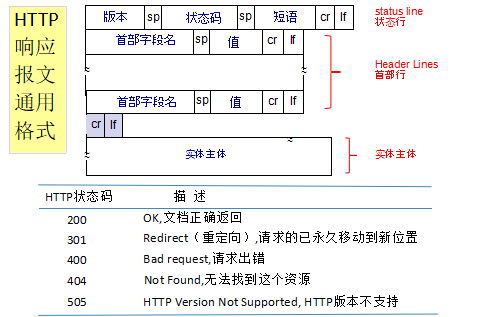 HTTP
响应
报文
通用
格式
版本 sp 状态码 sp 短语 cr lf
status line
状态行
首部字段名 sp 值 cr lf
Header Lines
首部行
首部字段名 sp 值 cr lf
cr lf
实体主体
实体主体
HTTP状态码 描 述
200 OK,文档正确返回
301 Redirect（重定向）,请求的已永久移动到新位置
400 Bad request,请求出错
404 Not Found,无法找到这个资源
505 HTTP Version Not Supported, HTTP版本不支持